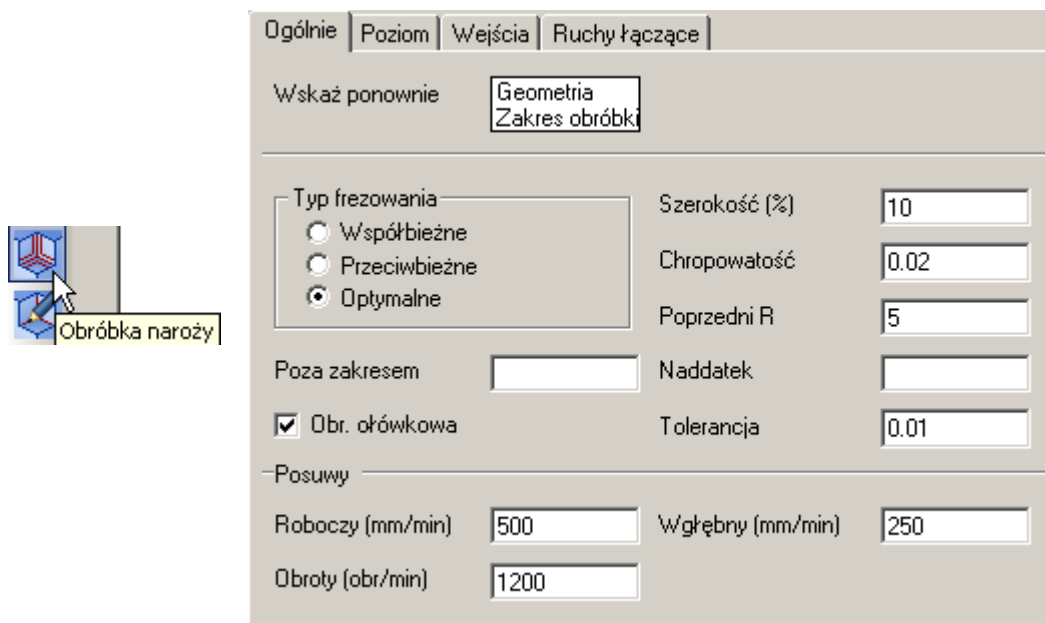 Obróbka naroży
Ogólnie Poziom Wejścia Ruchy łączące
Wskaż ponownie
Geometria
Zakres obróbki
Typ frezowania
Współbieżne
Przeciwbieżne
Optymalne
Szerokość (%) 10
Chropowatość 0.02
Poprzedni R 5
Poza zakresem
Naddatek
Obr. ołówkowa
Tolerancja 0.01
Posuwy
Roboczy (mm/min) 500 Wgłębny (mm/min) 250
Obroty (obr/min) 1200